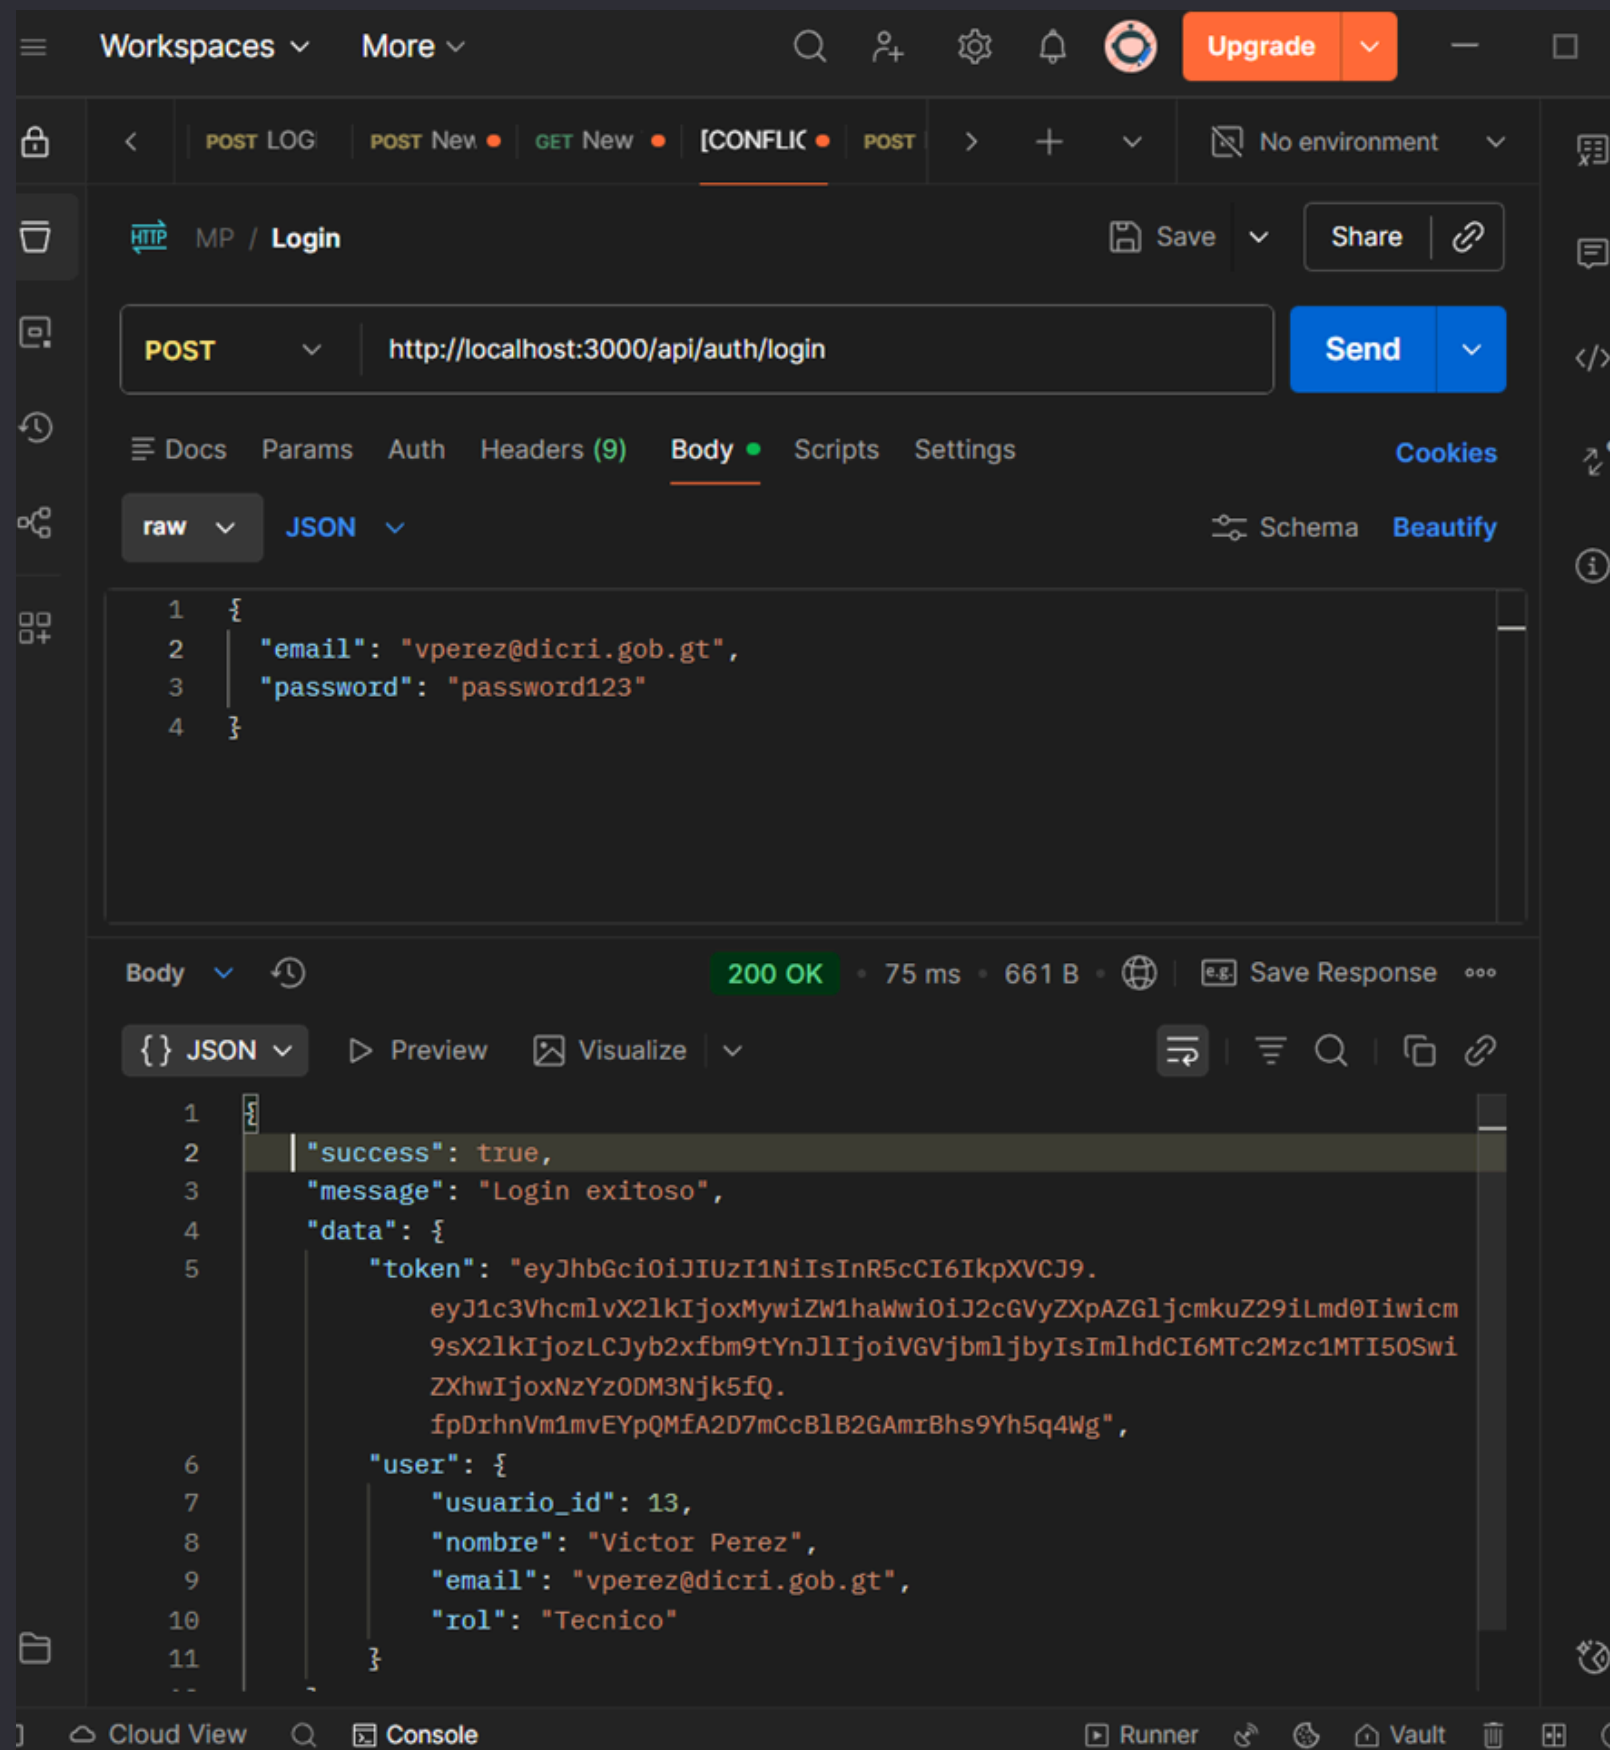 Workspaces More Upgrade
POST LOG POST New GET New [CONFLIC POST No environment
HTTP MP / Login Save Share
POST http://localhost:3000/api/auth/login Send
Docs Params Auth Headers (9) Body Scripts Settings Cookies
raw JSON Schema Beautify
1 {
2 "email": "vperez@dicri.gob.gt",
3 "password": "password123"
4 }
Body 200 OK • 75 ms • 661 B • e.g. Save Response
{} JSON Preview Visualize
1 {
2 "success": true,
3 "message": "Login exitoso",
4 "data": {
5 "token": "eyJhbGciOiJIUzI1NiIsInR5cCI6IkpXVCJ9.
eyJ1c3VhcmlvX2lkIjoxMywiZW1haWwiOiJ2cGVyZXpAZGljcmkuZ29iLmd0Iiwicm
9sX2lkIjozLCJyb2xfbm9tYnJlIjoiVGVjbmljbyIsImlhdCI6MTc2Mzc1MTI5OSwi
ZXhwIjoxNzYzODM3Njk5fQ.
fpDrhnVm1mvEYpQMfA2D7mCcBlB2GAmrBhs9Yh5q4Wg",
6 "user": {
7 "usuario_id": 13,
8 "nombre": "Victor Perez",
9 "email": "vperez@dicri.gob.gt",
10 "rol": "Tecnico"
11 }
Cloud View Console Runner Vault